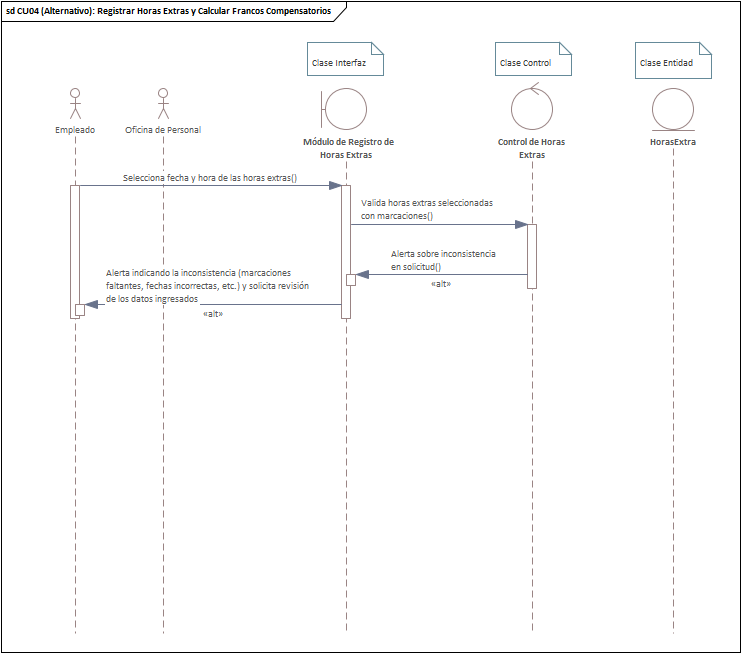 sd CU04 (Alternativo): Registrar Horas Extras y Calcular Francos Compensatorios
Clase Interfaz
Clase Control
Clase Entidad
Empleado
Oficina de Personal
Módulo de Registro de
Horas Extras
Control de Horas
Extras
HorasExtra
Selecciona fecha y hora de las horas extras()
Valida horas extras seleccionadas
con marcaciones()
Alerta sobre inconsistencia
en solicitud()
«alt»
Alerta indicando la inconsistencia (marcaciones
faltantes, fechas incorrectas, etc.) y solicita revisión
de los datos ingresados
«alt»